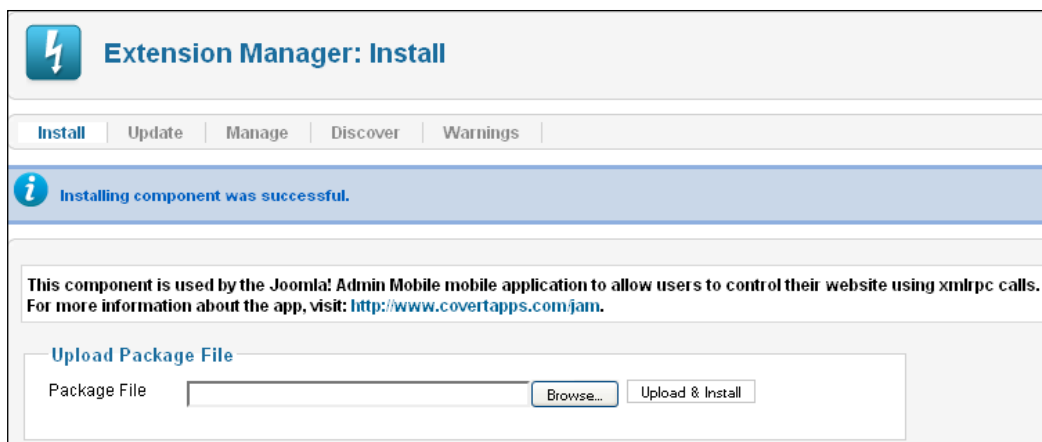 Extension Manager: Install
Install Update Manage Discover Warnings
Installing component was successful.
This component is used by the Joomla! Admin Mobile mobile application to allow users to control their website using xmlrpc calls.
For more information about the app, visit: http://www.covertapps.com/jam.
Upload Package File
Package File Browse... Upload & Install